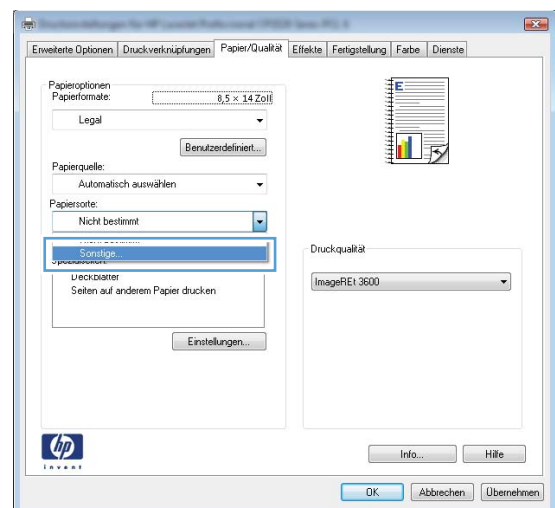 Erweiterte Optionen Druckverknüpfungen Papier/Qualität Effekte Fertigstellung Farbe Dienste
Papieroptionen
Papierformate: 8,5 × 14 Zoll
Legal
Benutzerdefiniert...
Papierquelle:
Automatisch auswählen
Papiersorte:
Nicht bestimmt
Sonstige...
Deckblätter
Seiten auf anderem Papier drucken
Einstellungen...
E
Druckqualität
ImageREt 3600
hp
invent
Info... Hilfe
OK Abbrechen Übernehmen